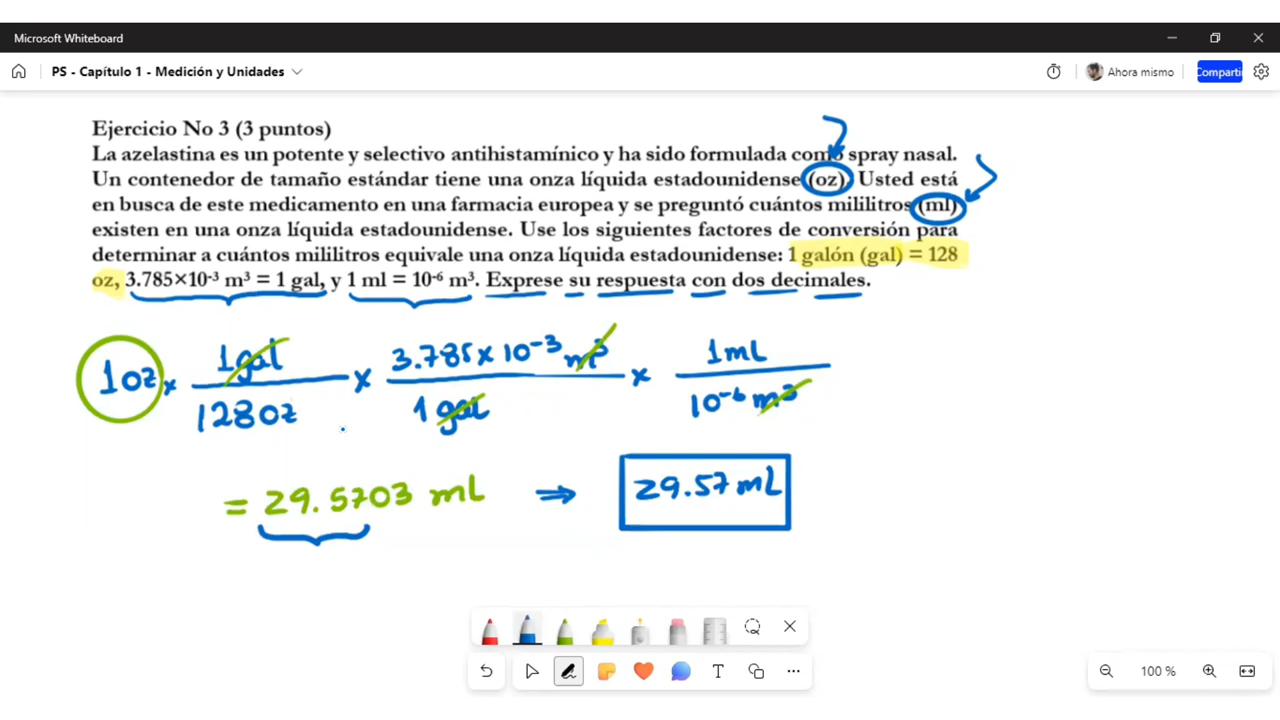 Microsoft Whiteboard
PS - Capítulo 1 - Medición y Unidades
Ahora mismo
Comparti
Ejercicio No 3 (3 puntos)
La azelastina es un potente y selectivo antihistamínico y ha sido formulada como spray nasal.
Un contenedor de tamaño estándar tiene una onza líquida estadounidense (oz). Usted está
en busca de este medicamento en una farmacia europea y se preguntó cuántos mililitros (ml)
existen en una onza líquida estadounidense. Use los siguientes factores de conversión para
determinar a cuántos mililitros equivale una onza líquida estadounidense: 1 galón (gal) = 128
oz, 3.785×10⁻³ m³ = 1 gal, y 1 ml = 10⁻⁶ m³. Exprese su respuesta con dos decimales.
1oz × 1gal / 128oz × 3.785 × 10⁻³ m³ / 1 gal × 1mL / 10⁻⁶ m³
= 29.5703 mL ⇒ 29.57 mL
100 %